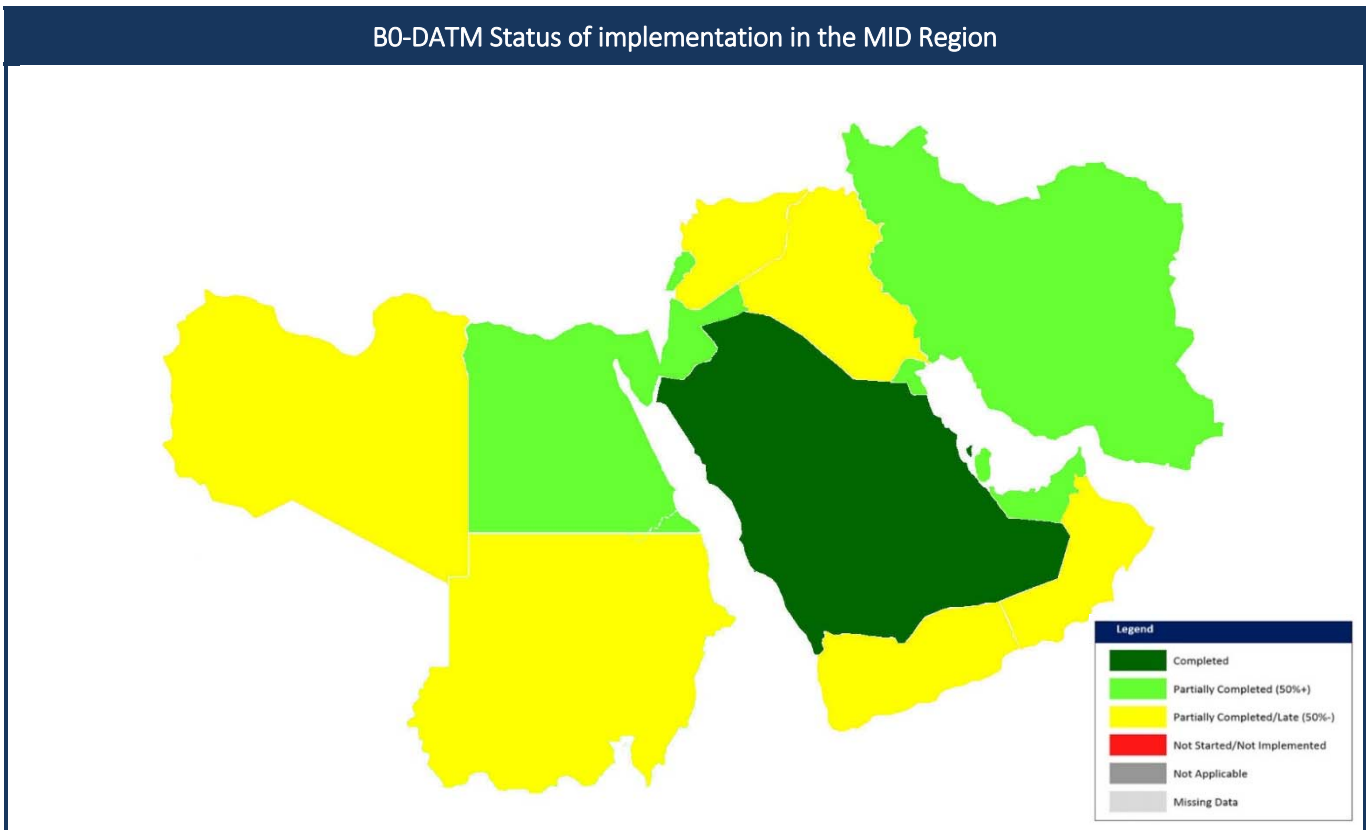 B0-DATM Status of implementation in the MID Region
Legend
Completed
Partially Completed (50%+)
Partially Completed/Late (50%-)
Not Started/Not Implemented
Not Applicable
Missing Data